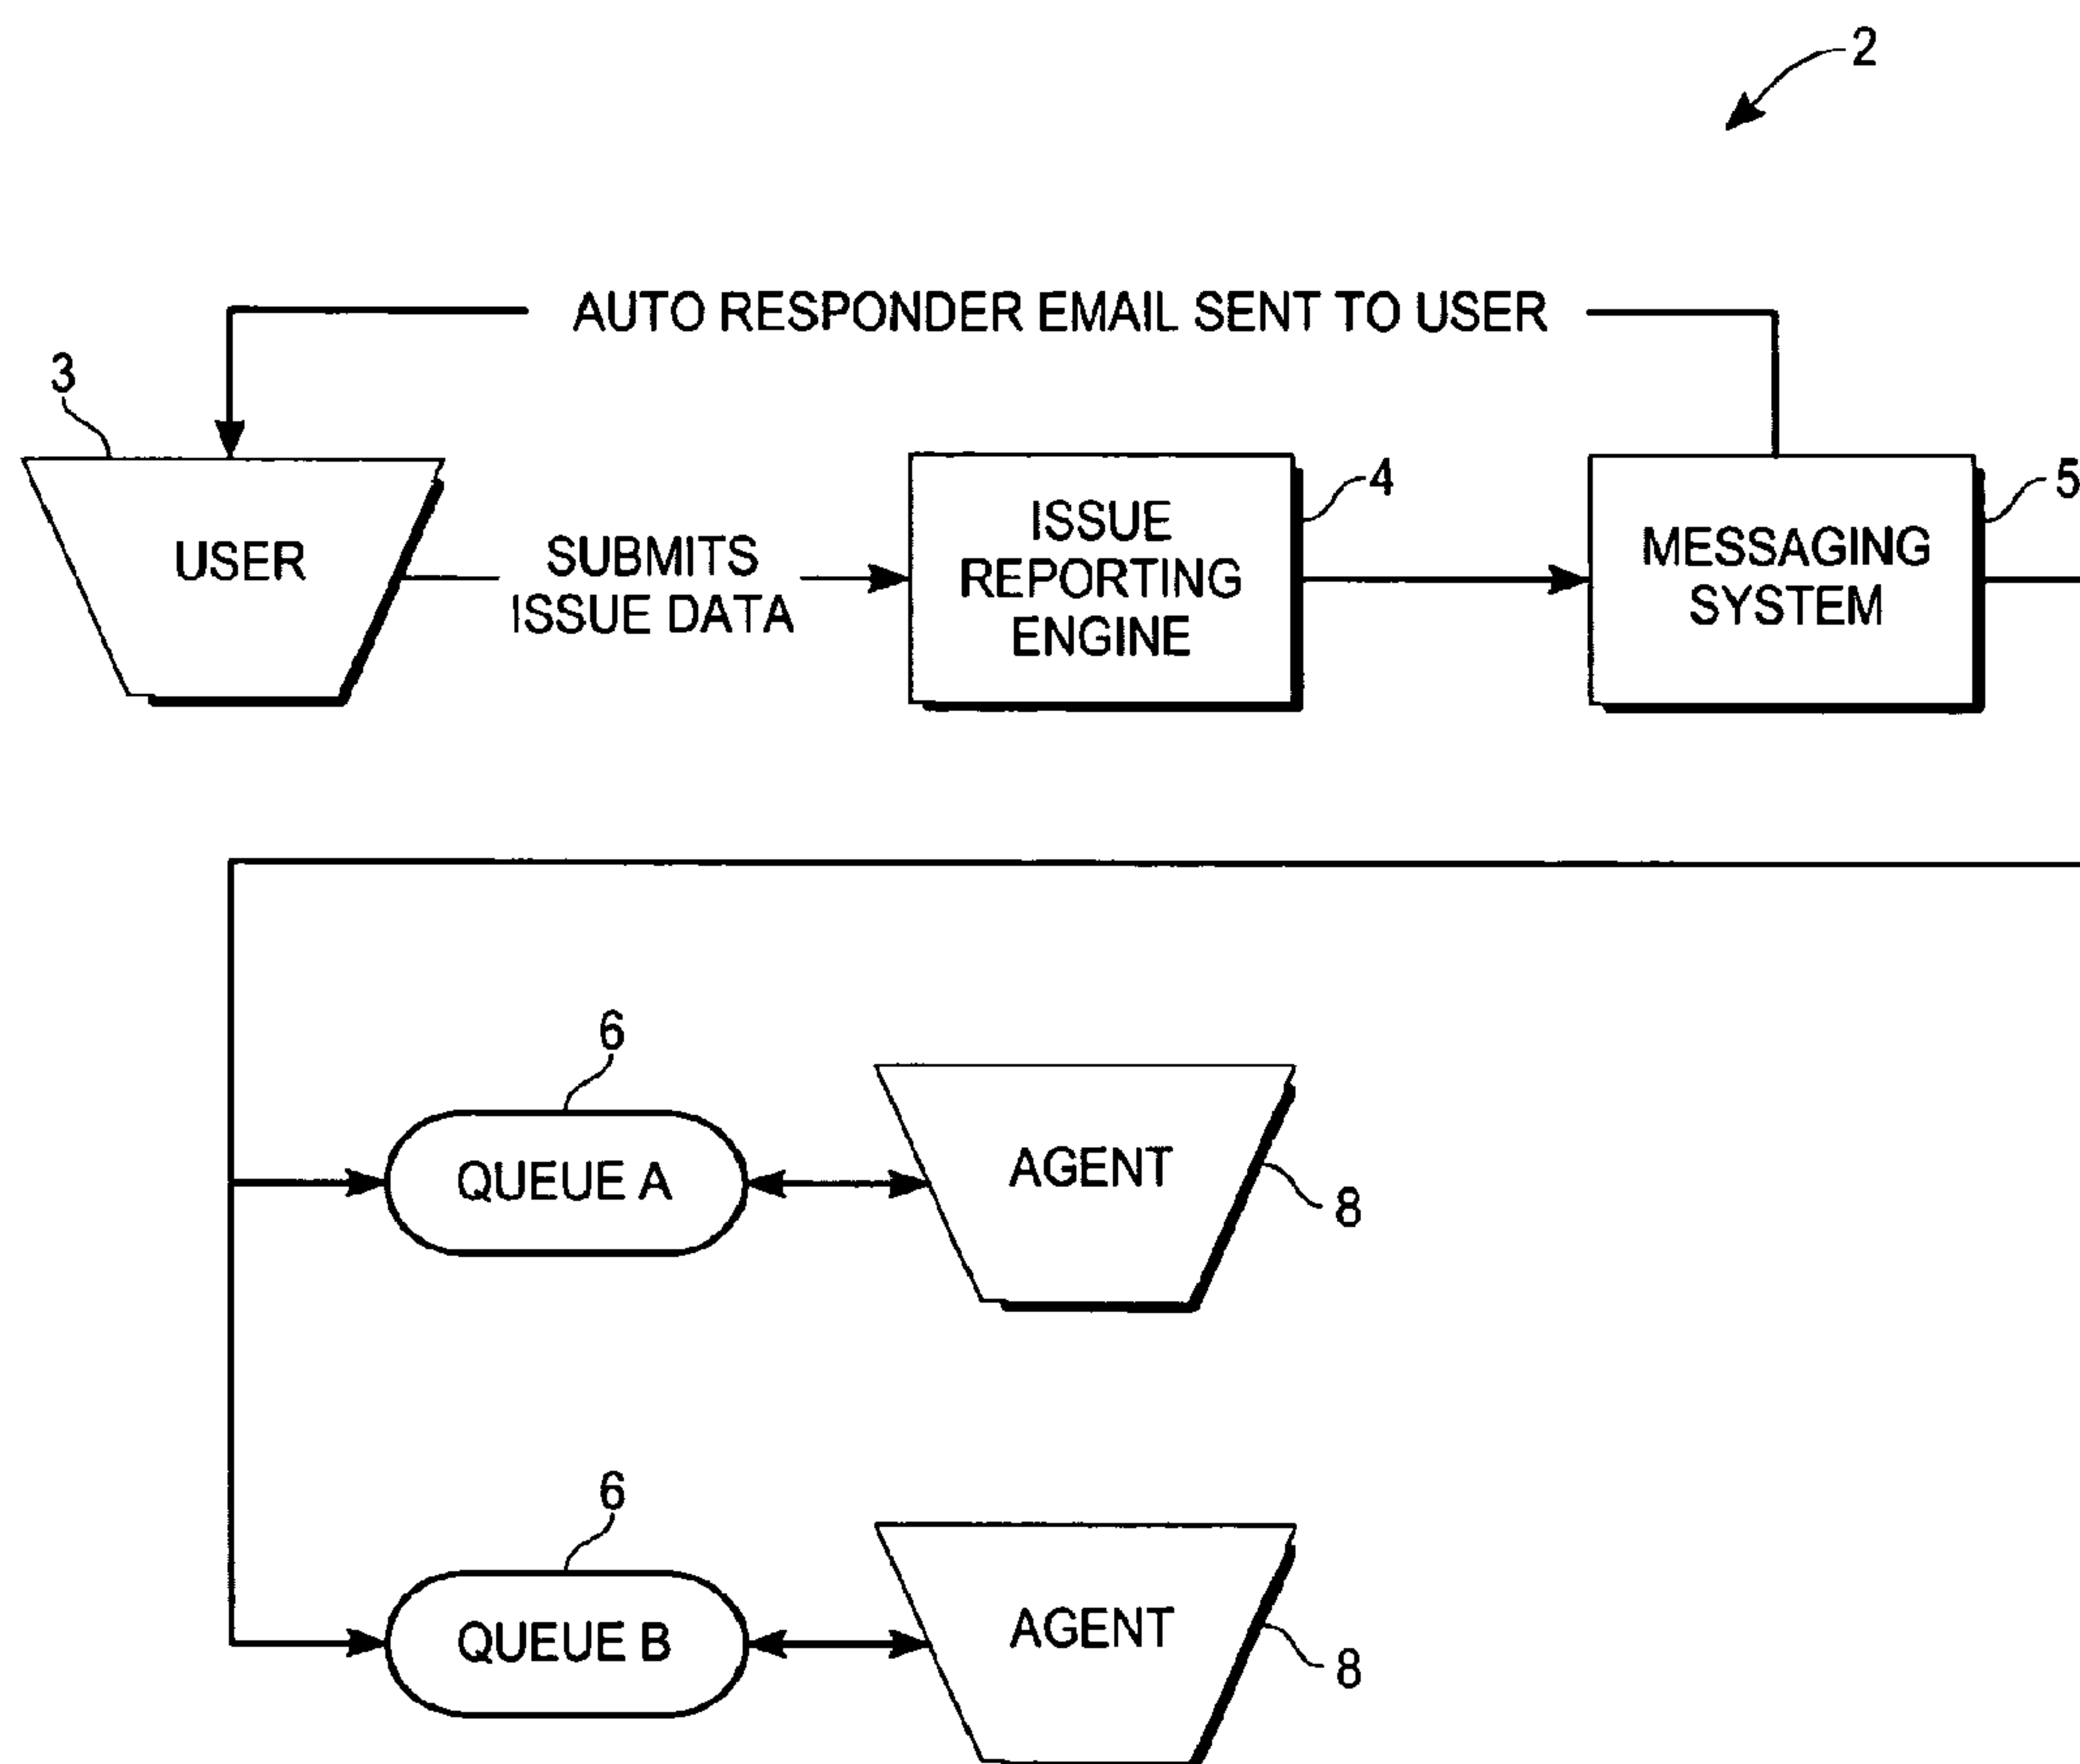 2
AUTO RESPONDER EMAIL SENT TO USER
3
USER
SUBMITS
ISSUE DATA
ISSUE
REPORTING
ENGINE
4
MESSAGING
SYSTEM
5
6
QUEUE A
AGENT
8
6
QUEUE B
AGENT
8